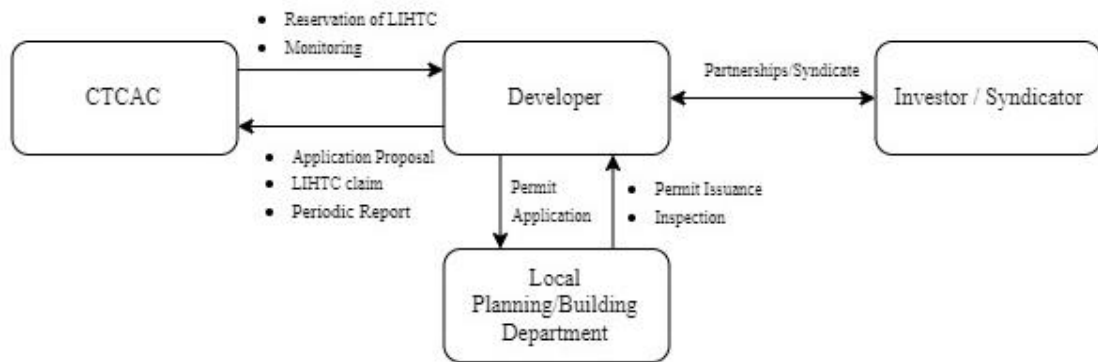 ● Reservation of LIHTC
● Monitoring
CTCAC
Developer
Partnerships/Syndicate
Investor / Syndicator
● Application Proposal
● LIHTC claim
● Periodic Report
Permit
Application
● Permit Issuance
● Inspection
Local
Planning/Building
Department